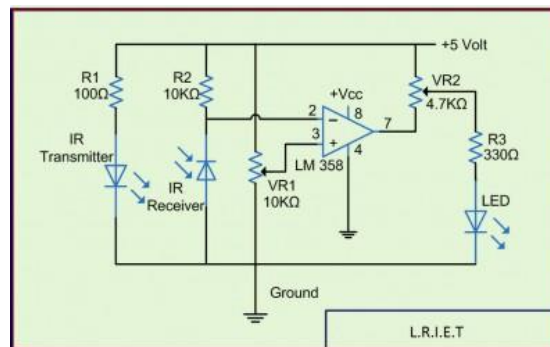 +5 Volt
R1
100Ω
R2
10KΩ
VR2
4.7KΩ
+Vcc
2
8
3
7
4
LM 358
IR
Transmitter
IR
Receiver
VR1
10KΩ
R3
330Ω
LED
Ground
L.R.I.E.T